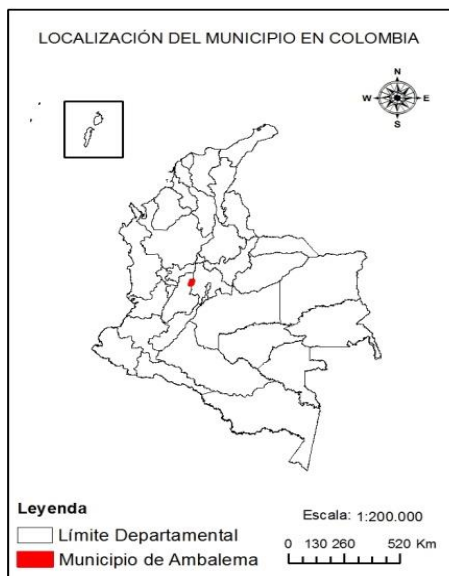 LOCALIZACIÓN DEL MUNICIPIO EN COLOMBIA
N
W E
S
Leyenda
Límite Departamental
Municipio de Ambalema
Escala: 1:200.000
0 130 260 520 Km